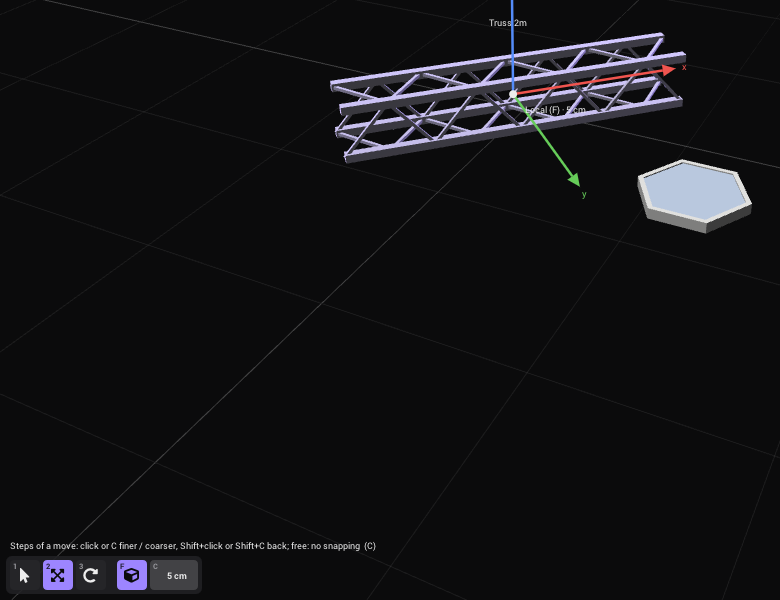 Truss 2m
x
Local (F) · 5 cm
y
Steps of a move: click or C finer / coarser, Shift+click or Shift+C back; free: no snapping (C)
1
2
3
F
C
5 cm